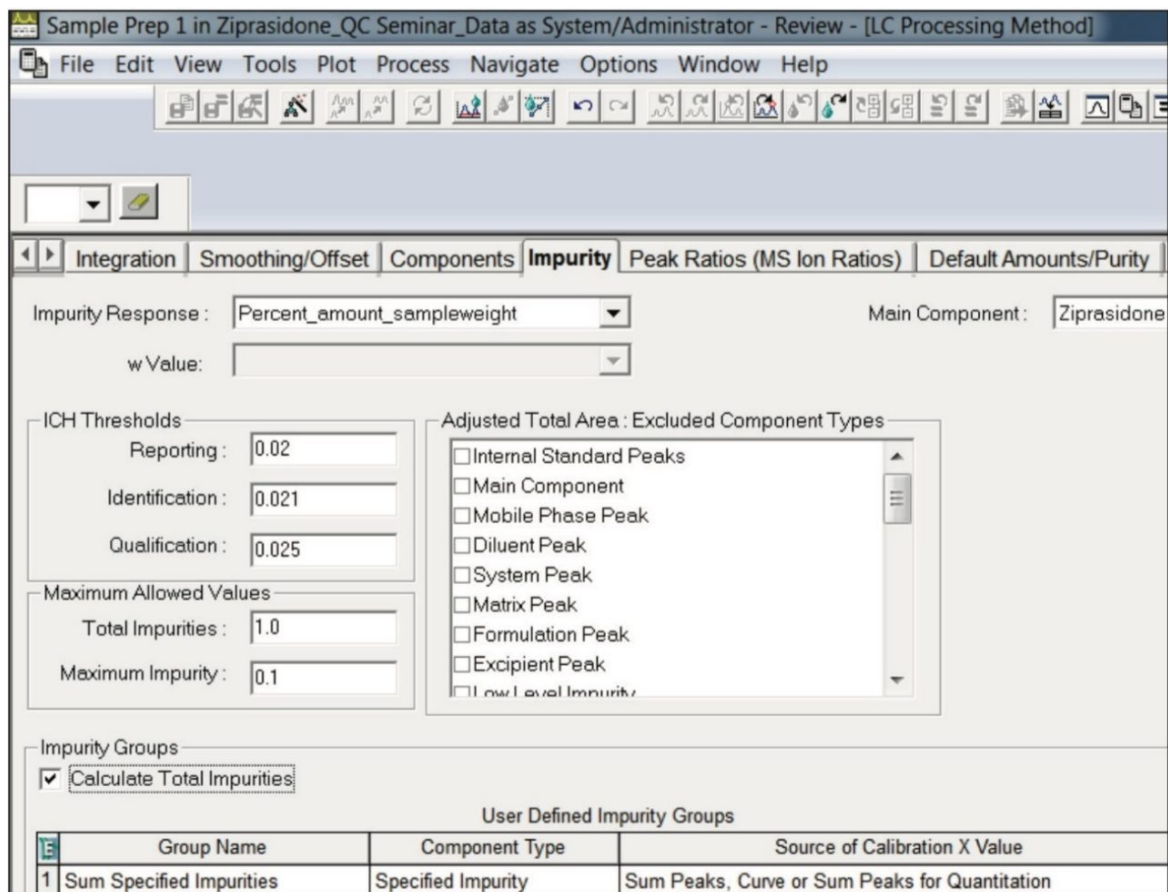 Sample Prep 1 in Ziprasidone_QC Seminar_Data as System/Administrator - Review - [LC Processing Method]
File Edit View Tools Plot Process Navigate Options Window Help
Integration Smoothing/Offset Components Impurity Peak Ratios (MS Ion Ratios) Default Amounts/Purity
Impurity Response : Percent_amount_sampleweight Main Component : Ziprasidone
w Value:
ICH Thresholds
Reporting : 0.02
Identification : 0.021
Qualification : 0.025
Maximum Allowed Values
Total Impurities : 1.0
Maximum Impurity : 0.1
Adjusted Total Area : Excluded Component Types
Internal Standard Peaks
Main Component
Mobile Phase Peak
Diluent Peak
System Peak
Matrix Peak
Formulation Peak
Excipient Peak
Low Level Impurity
Impurity Groups
Calculate Total Impurities
User Defined Impurity Groups
Group Name Component Type Source of Calibration X Value
1 Sum Specified Impurities Specified Impurity Sum Peaks, Curve or Sum Peaks for Quantitation